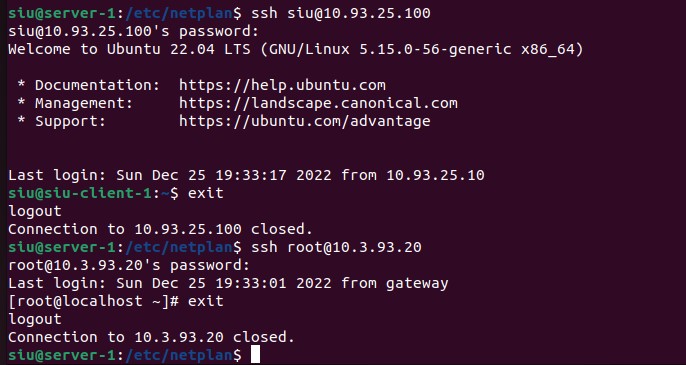 siu@server-1:/etc/netplan$ ssh siu@10.93.25.100
siu@10.93.25.100's password:
Welcome to Ubuntu 22.04 LTS (GNU/Linux 5.15.0-56-generic x86_64)
* Documentation:  https://help.ubuntu.com
* Management:     https://landscape.canonical.com
* Support:        https://ubuntu.com/advantage
Last login: Sun Dec 25 19:33:17 2022 from 10.93.25.10
siu@siu-client-1:~$ exit
logout
Connection to 10.93.25.100 closed.
siu@server-1:/etc/netplan$ ssh root@10.3.93.20
root@10.3.93.20's password:
Last login: Sun Dec 25 19:33:01 2022 from gateway
[root@localhost ~]# exit
logout
Connection to 10.3.93.20 closed.
siu@server-1:/etc/netplan$